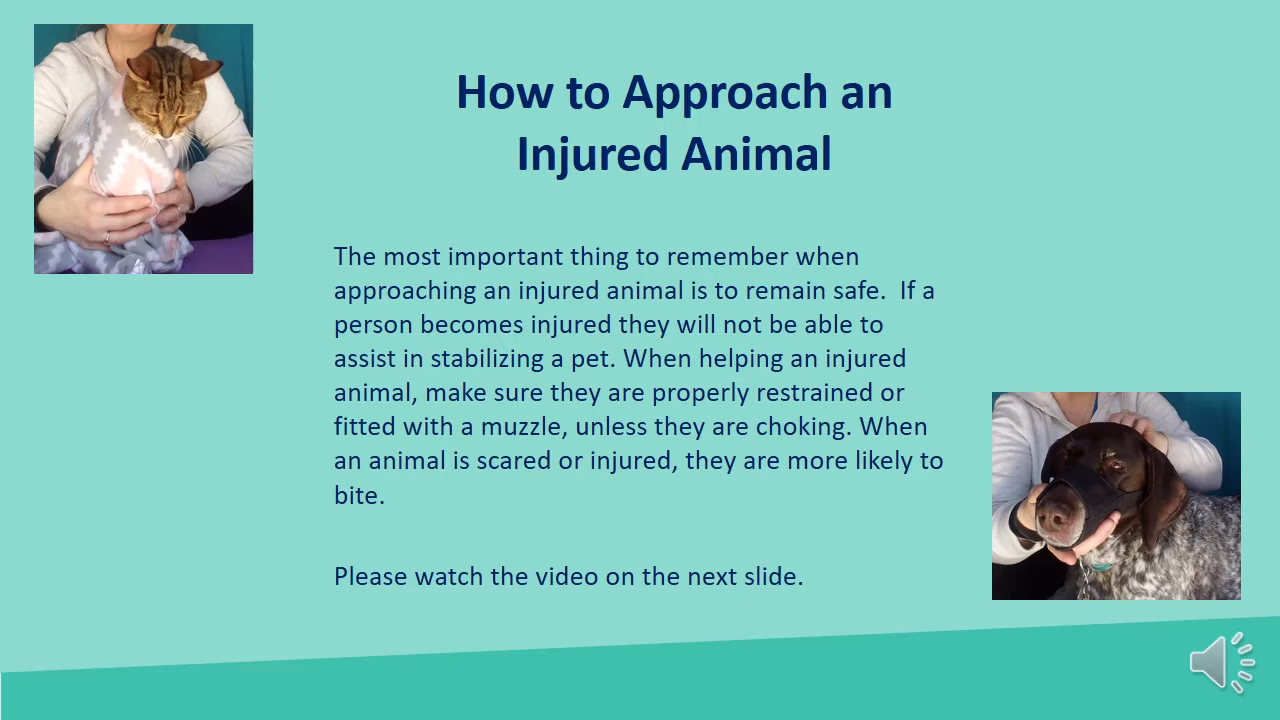 How to Approach an
Injured Animal
The most important thing to remember when
approaching an injured animal is to remain safe.  If a
person becomes injured they will not be able to
assist in stabilizing a pet. When helping an injured
animal, make sure they are properly restrained or
fitted with a muzzle, unless they are choking. When
an animal is scared or injured, they are more likely to
bite.
Please watch the video on the next slide.